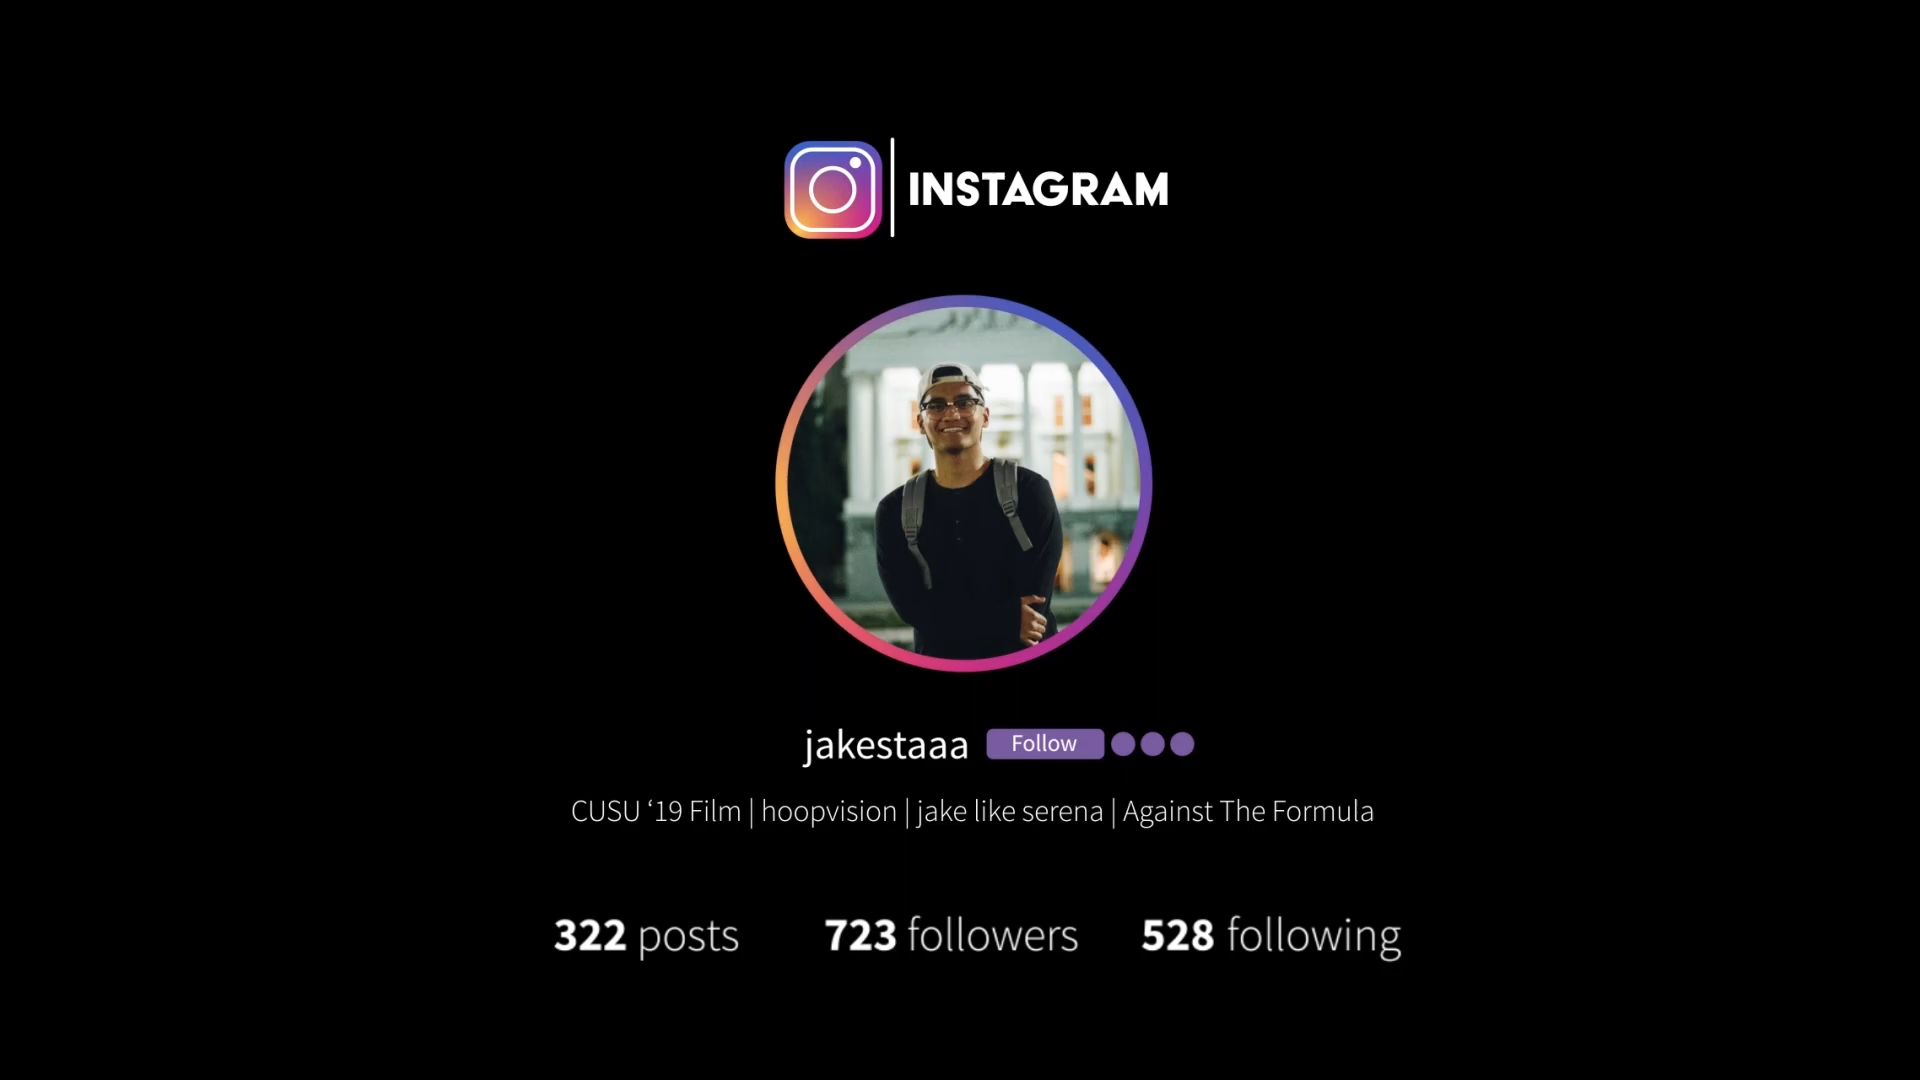 INSTAGRAM
jakestaaa Follow
CUSU ‘19 Film | hoopvision | jake like serena | Against The Formula
322 posts 723 followers 528 following